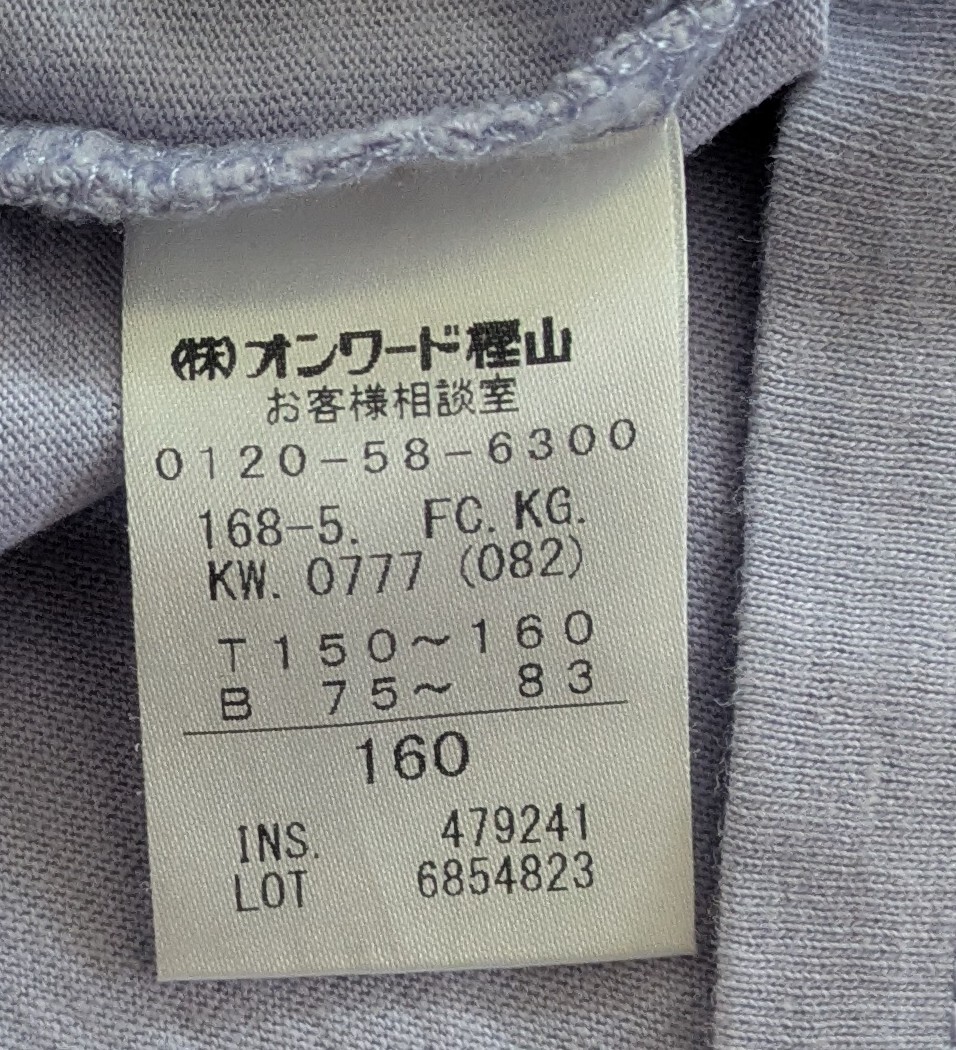 (株)オンワード樫山
お客様相談室
0120-58-6300
168-5. FC. KG.
KW. 0777 (082)
T 150~160
B 75~ 83
160
INS. 479241
LOT 6854823